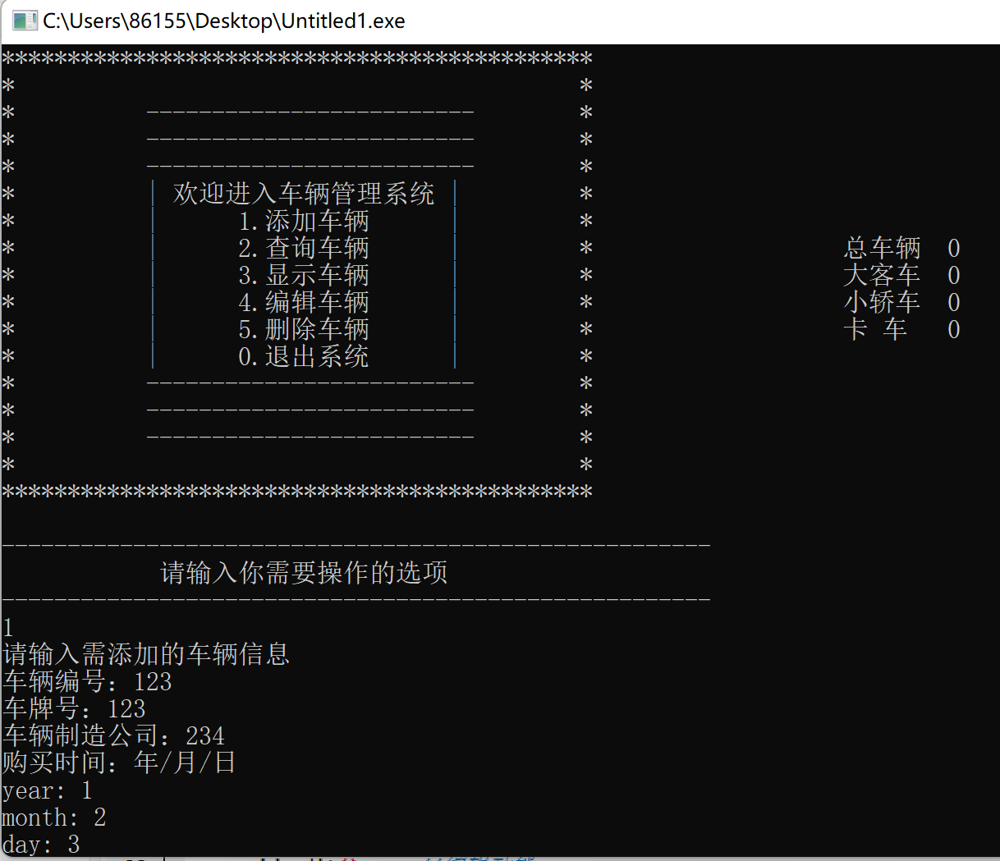 C:\Users\86155\Desktop\Untitled1.exe
*********************************************
* *
* ------------------------- *
* ------------------------- *
* ------------------------- *
* | 欢迎进入车辆管理系统 | *
* | 1.添加车辆 | *
* | 2.查询车辆 | * 总车辆 0
* | 3.显示车辆 | * 大客车 0
* | 4.编辑车辆 | * 小轿车 0
* | 5.删除车辆 | * 卡 车 0
* | 0.退出系统 | *
* ------------------------- *
* ------------------------- *
* ------------------------- *
* *
*********************************************
------------------------------------------------------
请输入你需要操作的选项
------------------------------------------------------
1
请输入需添加的车辆信息
车辆编号：123
车牌号：123
车辆制造公司：234
购买时间：年/月/日
year: 1
month: 2
day: 3